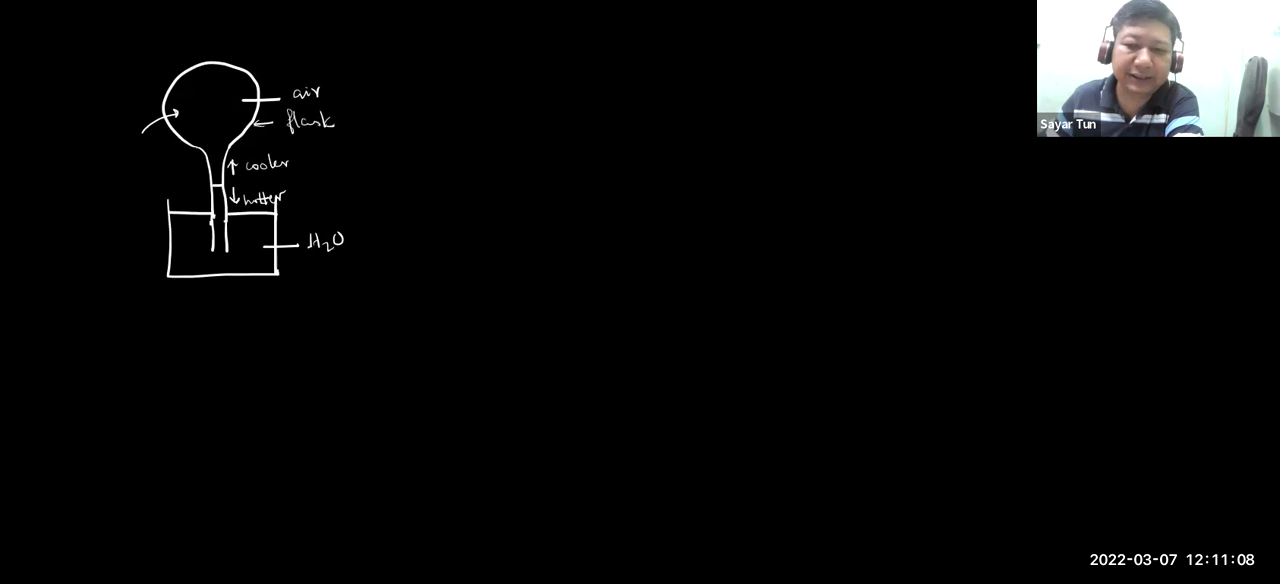 air
flask
↑ cooler
↓ hotter
H₂O
Sayar Tun
2022-03-07 12:11:08